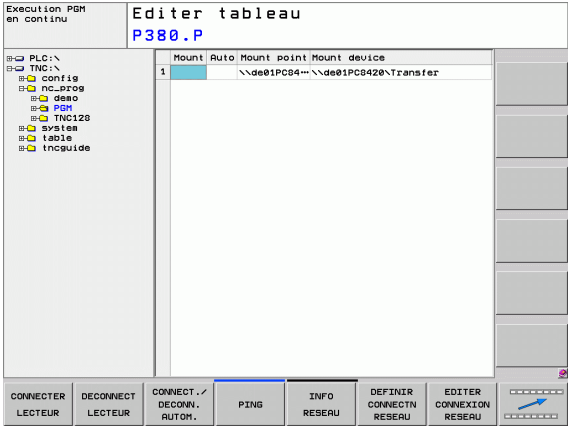 Execution PGM
en continu
Editer tableau
P380.P
PLC:\
TNC:\
config
nc_prog
demo
PGM
TNC128
system
table
tncguide
Mount Auto Mount point Mount device
1 \\de01PC84… \\de01PC8420\Transfer
CONNECTER
LECTEUR
DECONNECT
LECTEUR
CONNECT./
DECONN.
AUTOM.
PING
INFO
RESEAU
DEFINIR
CONNECTN
RESEAU
EDITER
CONNEXION
RESEAU